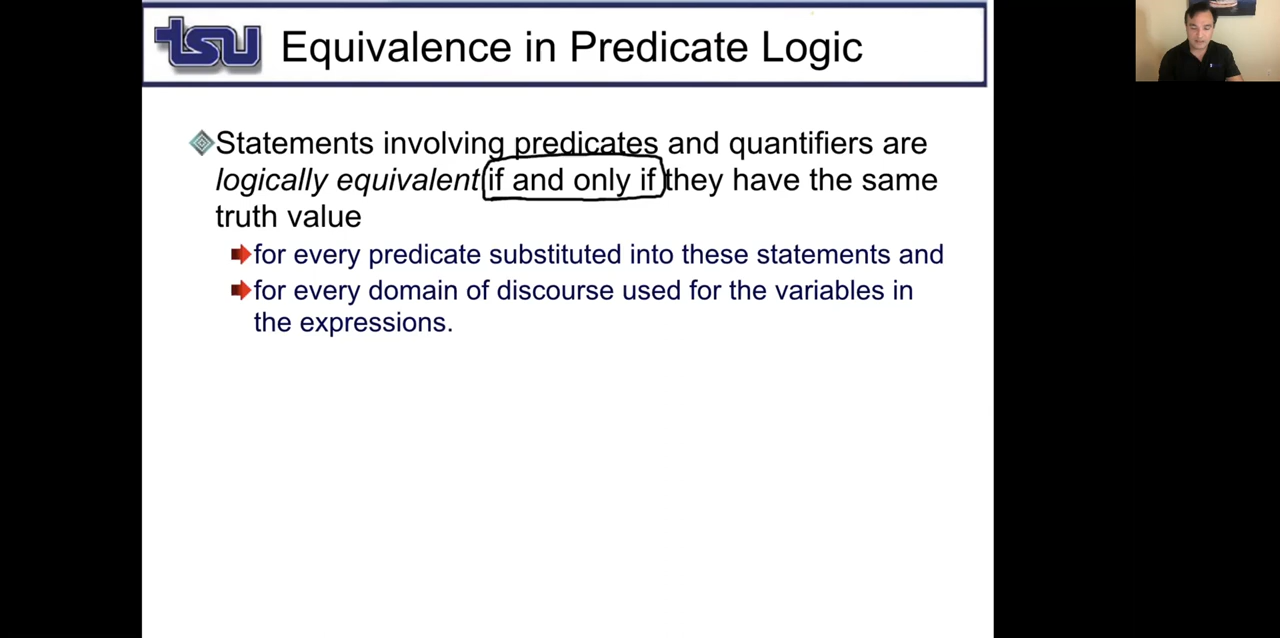 tsu Equivalence in Predicate Logic
Statements involving predicates and quantifiers are
logically equivalent if and only if they have the same
truth value
for every predicate substituted into these statements and
for every domain of discourse used for the variables in
the expressions.